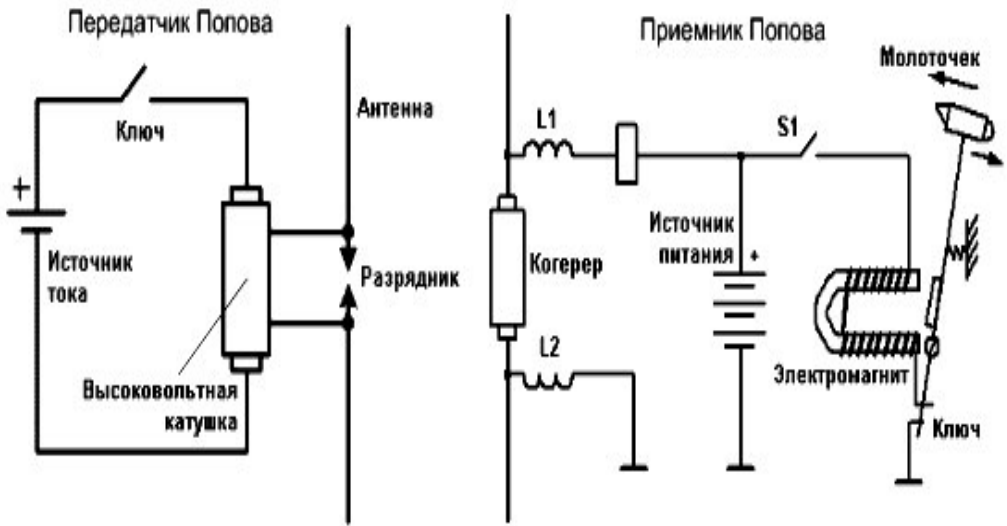 Передатчик Попова
Ключ
+
Источник
тока
Высоковольтная
катушка
Антенна
Разрядник
Приемник Попова
Молоточек
L1
S1
Источник
питания +
Когерер
L2
Электромагнит
Ключ